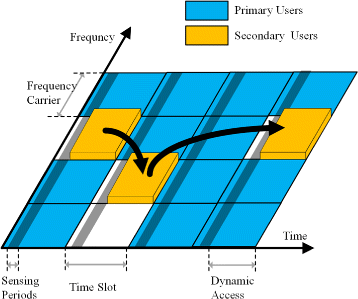 Frequncy
Primary Users
Secondary Users
Frequency
Carrier
Time
Sensing
Periods
Time Slot
Dynamic
Access